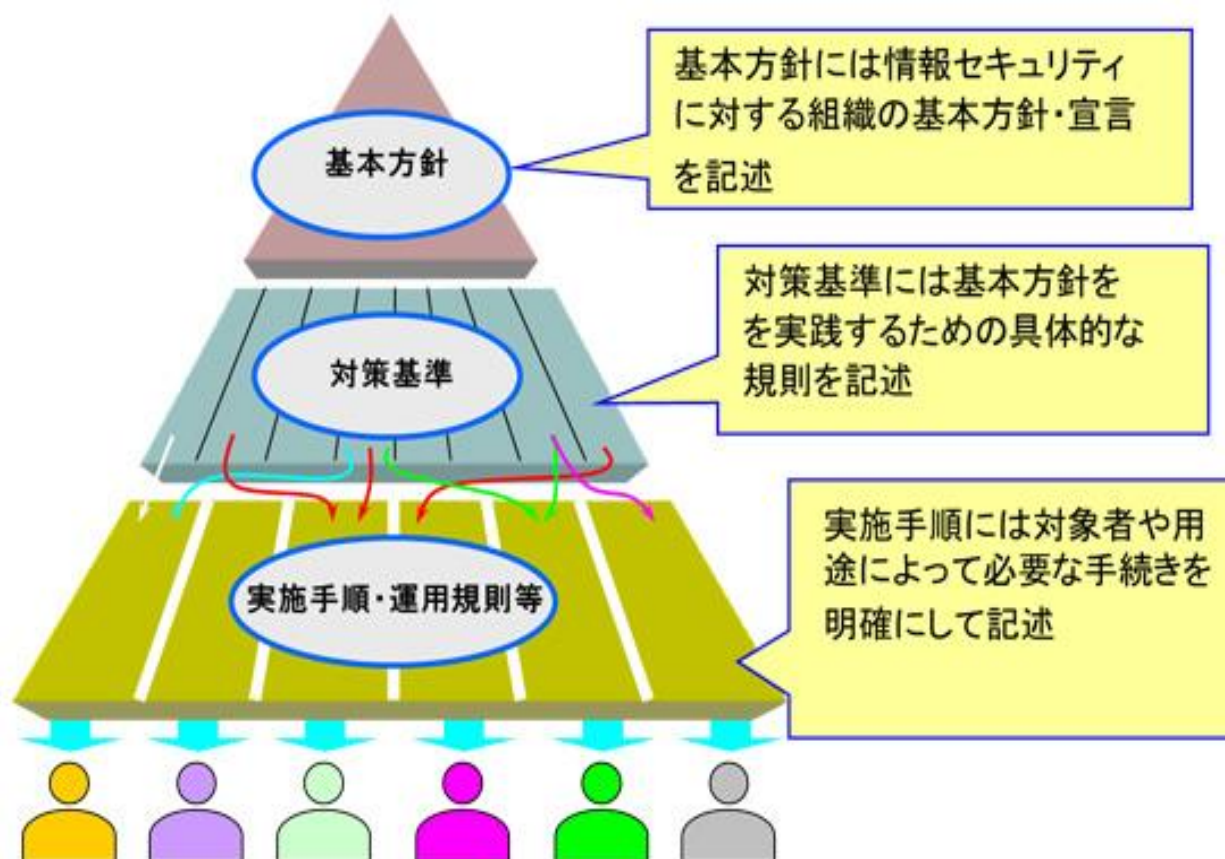 基本方針
基本方針には情報セキュリティ
に対する組織の基本方針・宣言
を記述
対策基準
対策基準には基本方針を
を実践するための具体的な
規則を記述
実施手順・運用規則等
実施手順には対象者や用
途によって必要な手続きを
明確にして記述